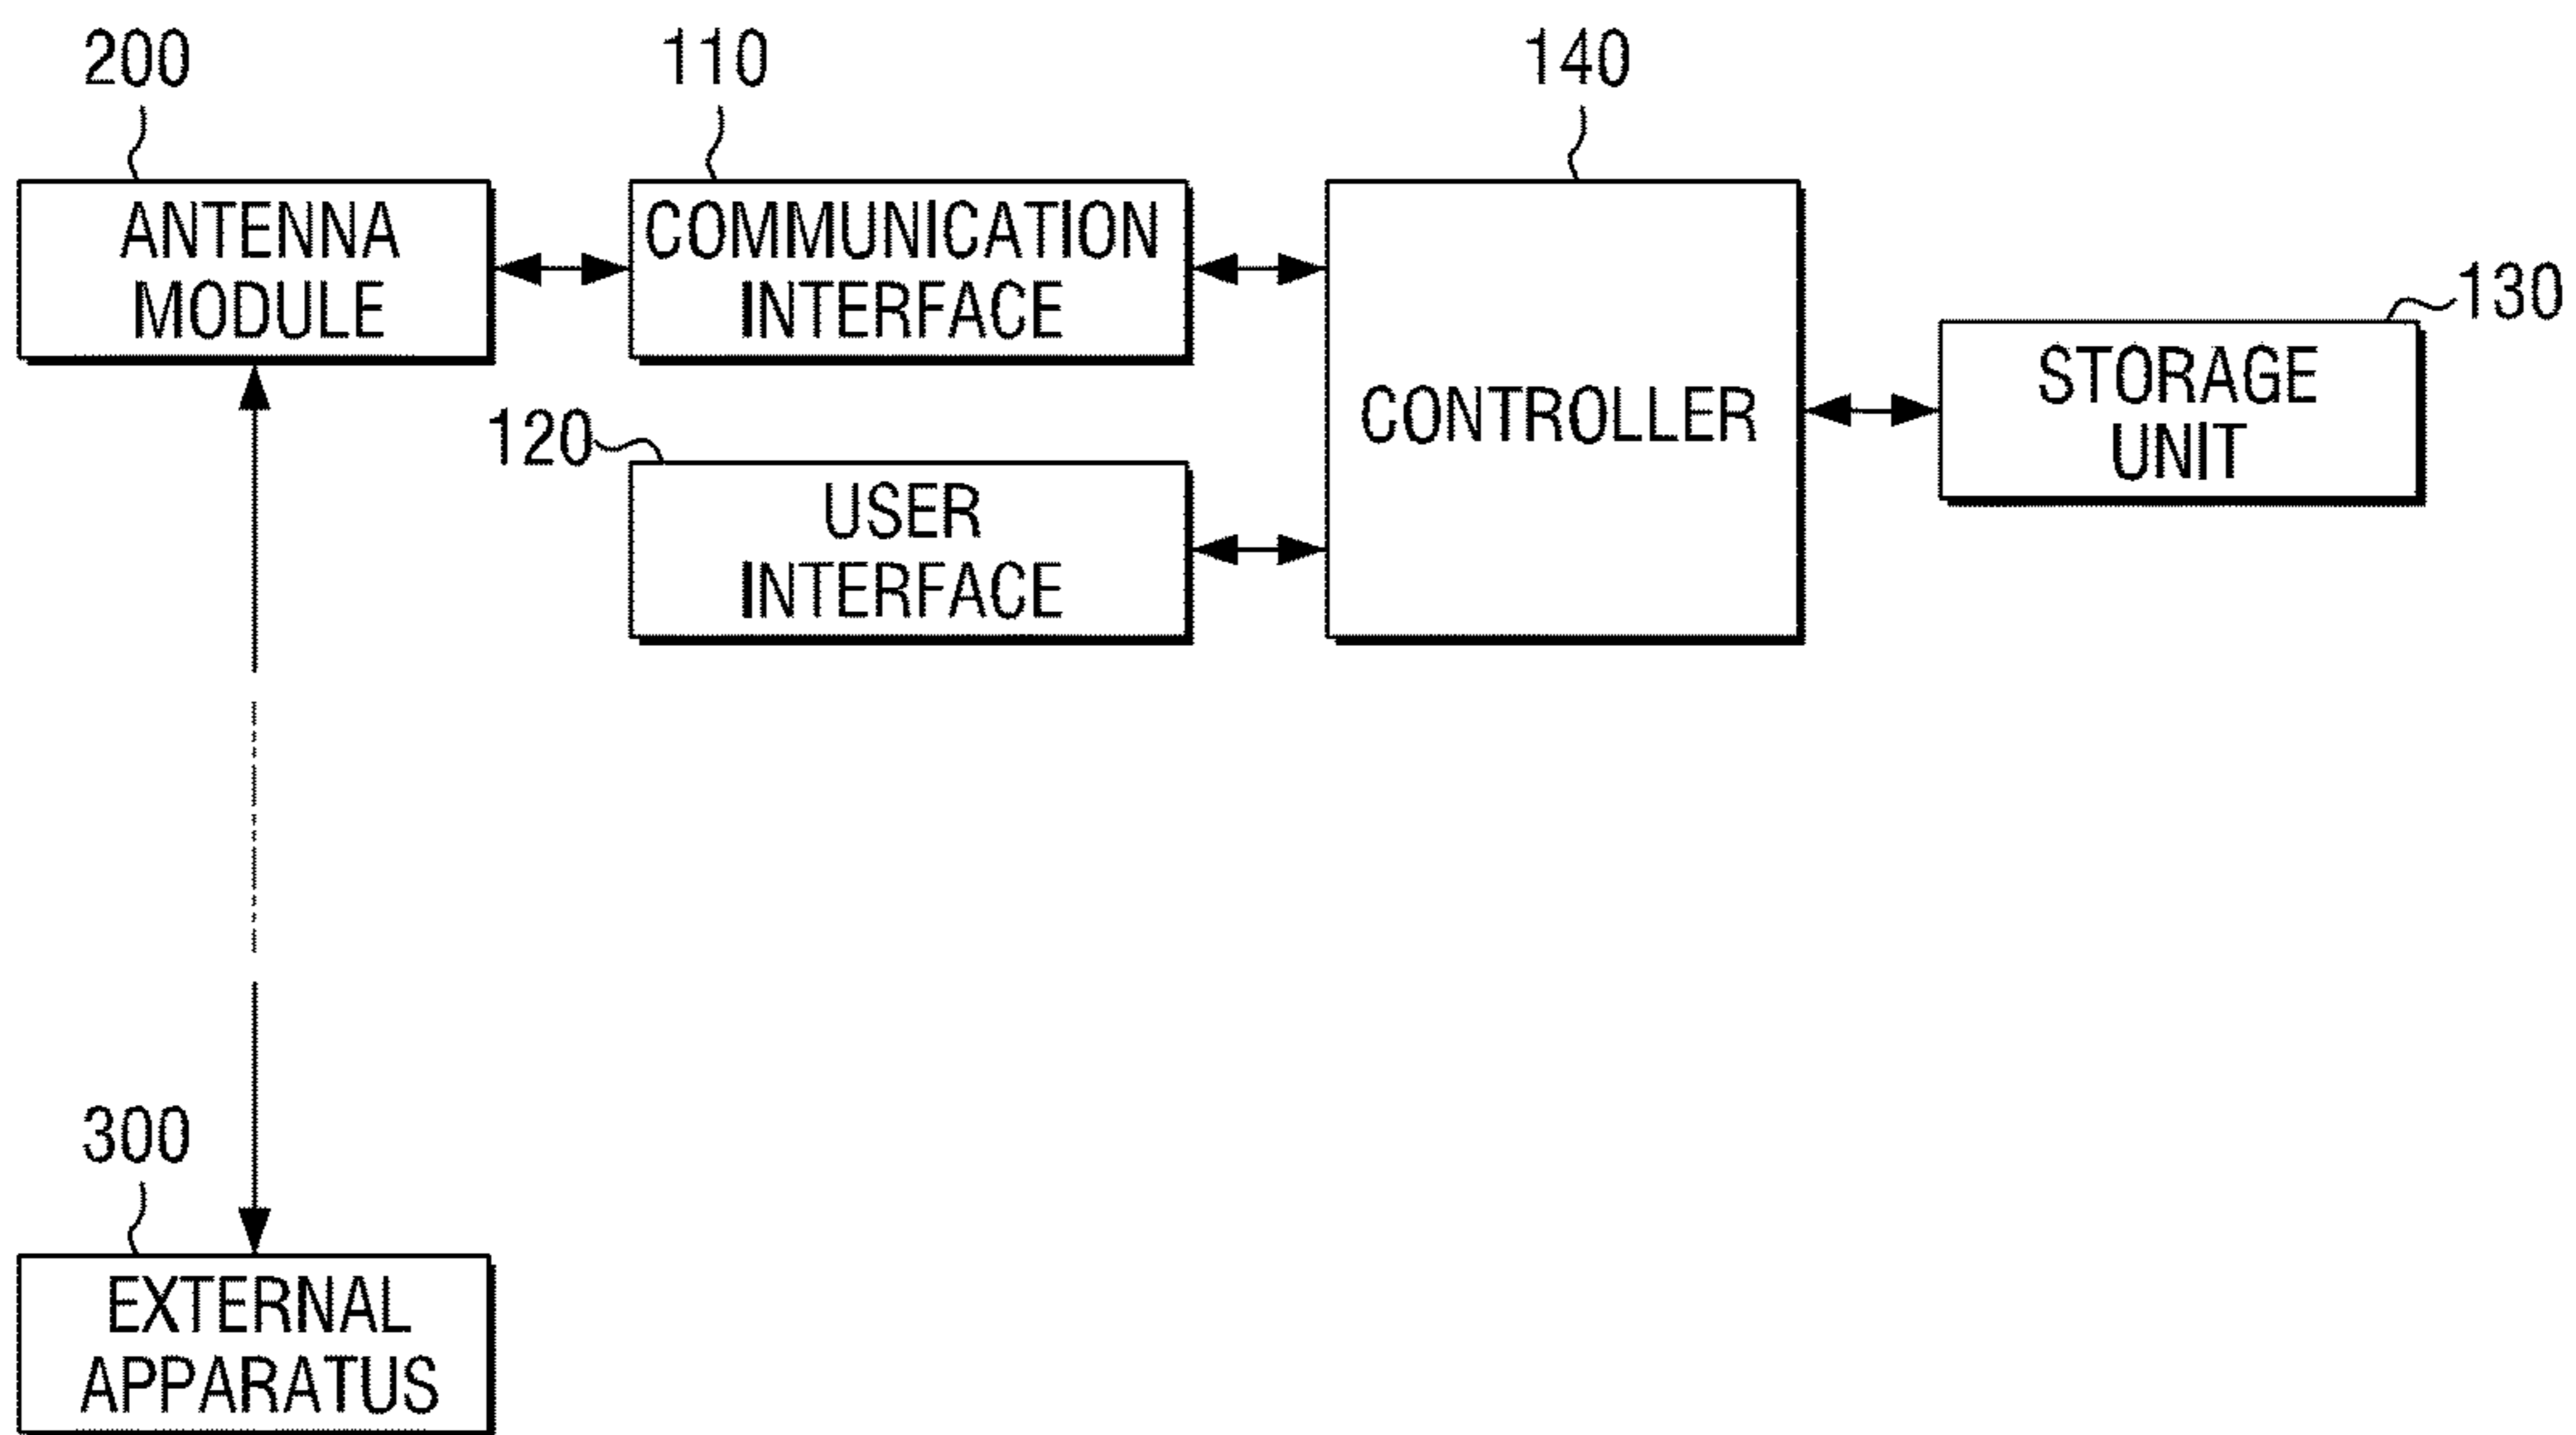 200
110
140
ANTENNA
MODULE
COMMUNICATION
INTERFACE
CONTROLLER
130
STORAGE
UNIT
120
USER
INTERFACE
300
EXTERNAL
APPARATUS